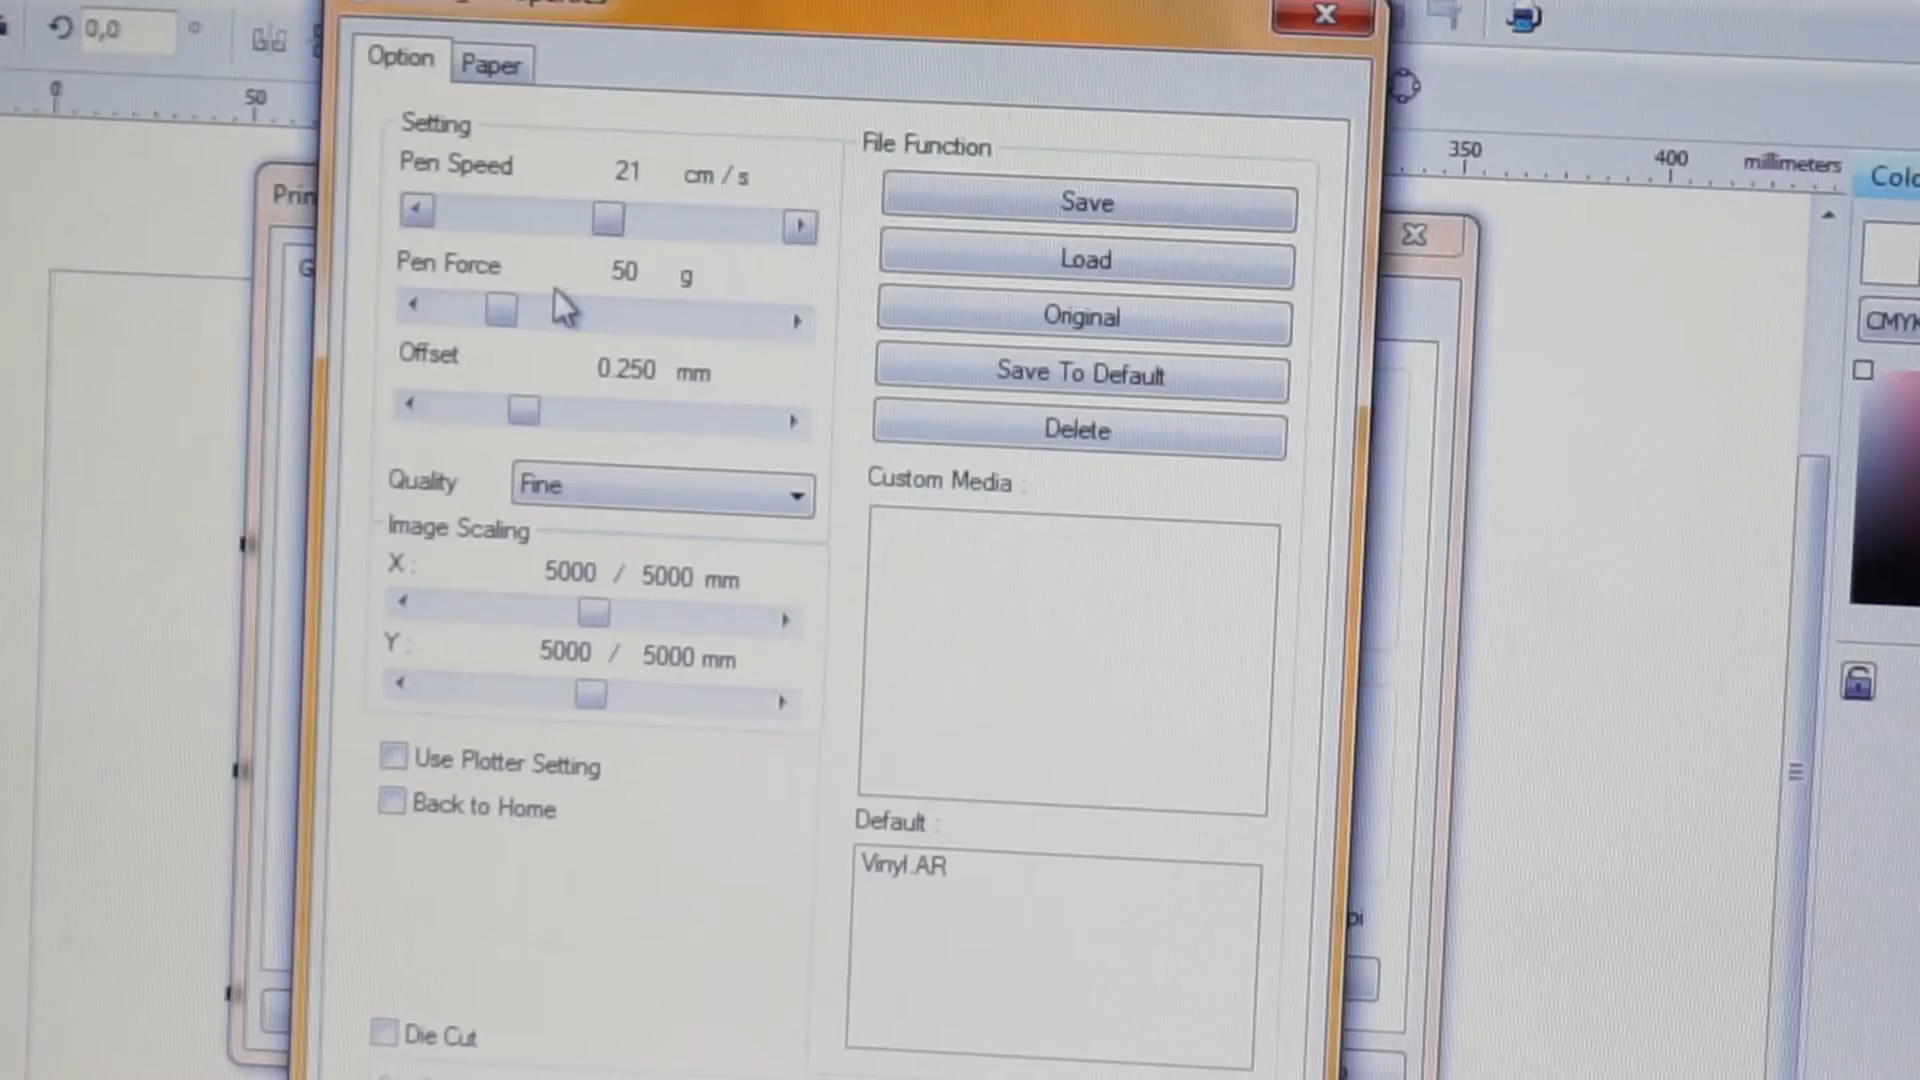 0,0 °
0 50
Option Paper
Setting
Pen Speed 21 cm / s
Pen Force 50 g
Offset 0.250 mm
Quality Fine
Image Scaling
X : 5000 / 5000 mm
Y : 5000 / 5000 mm
Use Plotter Setting
Back to Home
Die Cut
File Function
Save
Load
Original
Save To Default
Delete
Custom Media :
Default :
Vinyl.AR
350 400 millimeters
CMYK